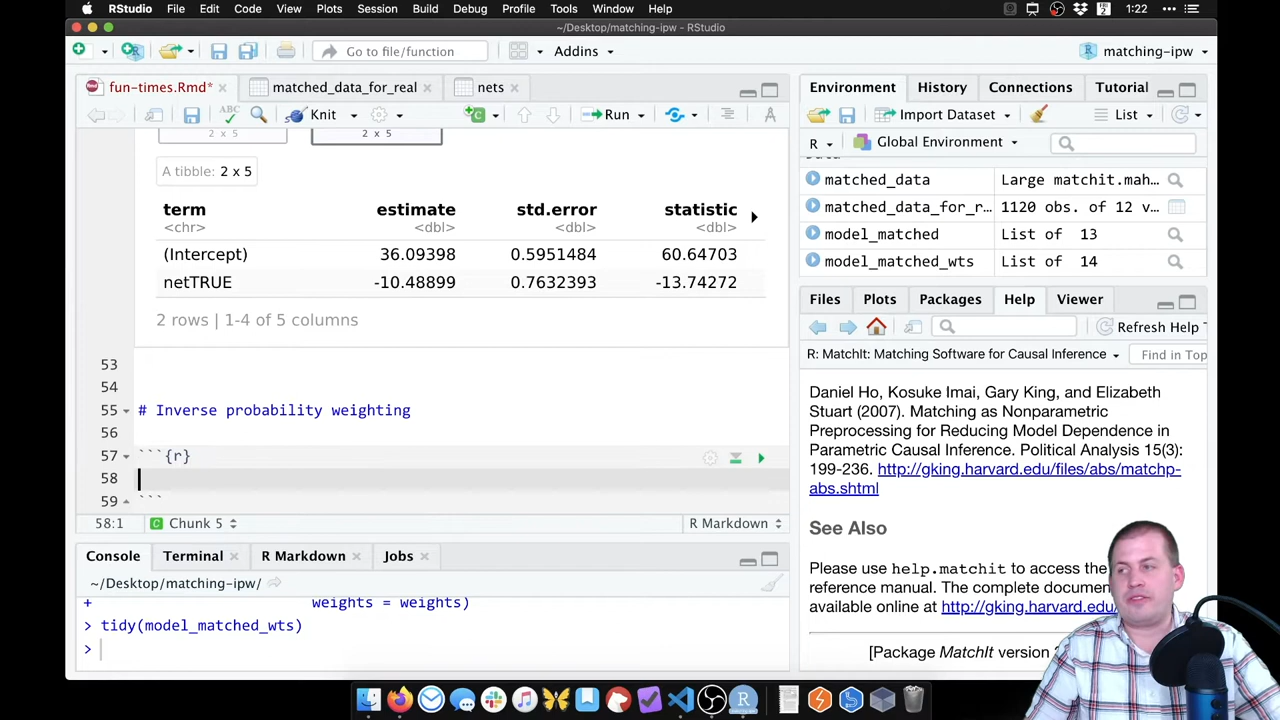 RStudio File Edit Code View Plots Session Build Debug Profile Tools Window Help 2 1:22
~/Desktop/matching-ipw - RStudio
Go to file/function Addins matching-ipw
fun-times.Rmd* matched_data_for_real nets
ABC Knit Run
2 x 5 2 x 5
A tibble: 2 x 5
term estimate std.error statistic
<chr> <dbl> <dbl> <dbl>
(Intercept) 36.09398 0.5951484 60.64703
netTRUE -10.48899 0.7632393 -13.74272
2 rows | 1-4 of 5 columns
53
54
55 # Inverse probability weighting
56
57 ```{r}
58
59 ```
58:1 Chunk 5 R Markdown
Console Terminal R Markdown Jobs
~/Desktop/matching-ipw/
+ weights = weights)
> tidy(model_matched_wts)
>
Environment History Connections Tutorial
Import Dataset List
R Global Environment
Data
matched_data Large matchit.mah…
matched_data_for_r… 1120 obs. of 12 v…
model_matched List of 13
model_matched_wts List of 14
Files Plots Packages Help Viewer
Refresh Help T
R: MatchIt: Matching Software for Causal Inference Find in Top
Daniel Ho, Kosuke Imai, Gary King, and Elizabeth
Stuart (2007). Matching as Nonparametric
Preprocessing for Reducing Model Dependence in
Parametric Causal Inference. Political Analysis 15(3):
199-236. http://gking.harvard.edu/files/abs/matchp-
abs.shtml
See Also
Please use help.matchit to access the
reference manual. The complete documen
available online at http://gking.harvard.edu/
[Package MatchIt version